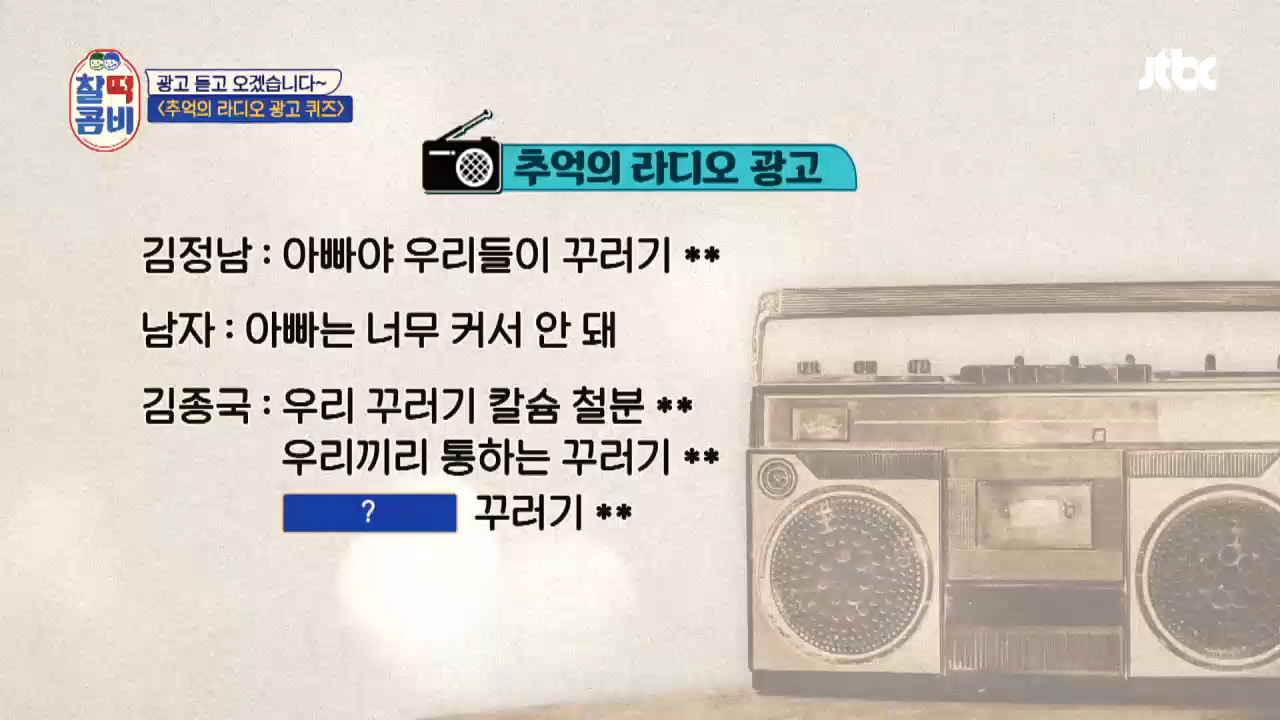 찰떡
콤비
광고 듣고 오겠습니다~
<추억의 라디오 광고 퀴즈>
jtbc
추억의 라디오 광고
김정남 : 아빠야 우리들이 꾸러기 **
남자 : 아빠는 너무 커서 안 돼
김종국 : 우리 꾸러기 칼슘 철분 **
우리끼리 통하는 꾸러기 **
? 꾸러기 **